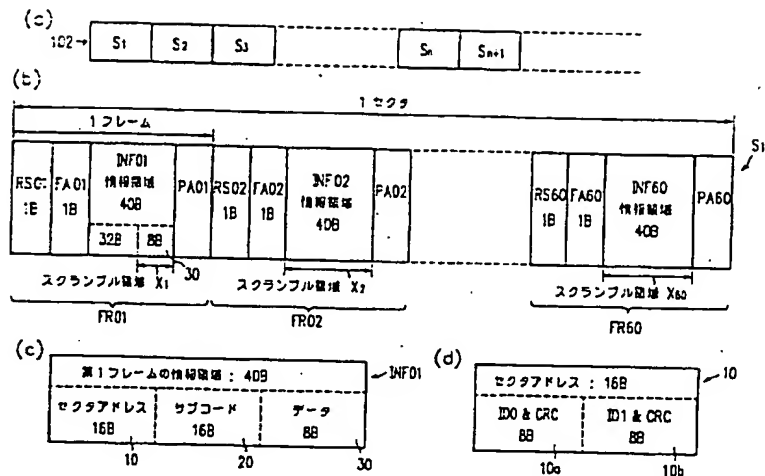 (a)
102→ S1 S2 S3 Sn Sn+1
(b)
1 セクタ
1 フレーム
S1
RS01 1B FA01 1B INF01 情報領域 40B 32B 8B PA01 RS02 1B FA02 1B INF02 情報領域 40B PA02 RS60 1B FA60 1B INF60 情報領域 40B PA60
30
スクランブル領域 X1 スクランブル領域 X2 スクランブル領域 X60
FR01 FR02 FR60
(c)
第1フレームの情報領域 : 40B
INF01
セクタアドレス 16B サブコード 16B データ 8B
10 20 30
(d)
セクタアドレス : 16B
10
ID0 & CRC 8B ID1 & CRC 8B
10a 10b